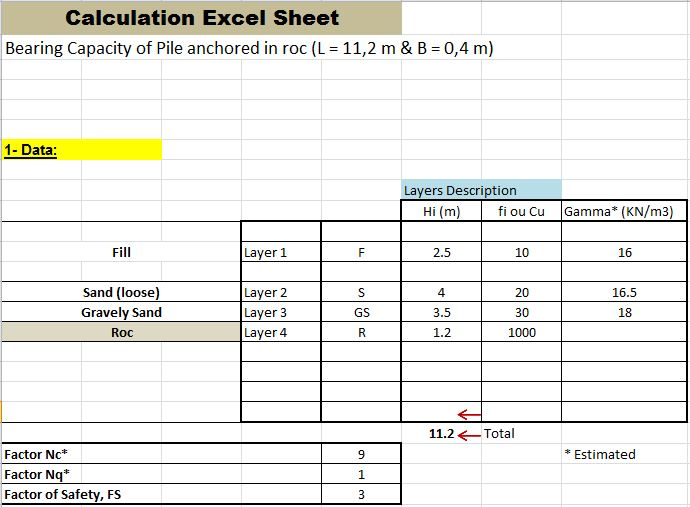 Calculation Excel Sheet
Bearing Capacity of Pile anchored in roc (L = 11,2 m & B = 0,4 m)
1- Data:
Layers Description
Hi (m) fi ou Cu Gamma* (KN/m3)
Fill Layer 1 F 2.5 10 16
Sand (loose) Layer 2 S 4 20 16.5
Gravely Sand Layer 3 GS 3.5 30 18
Roc Layer 4 R 1.2 1000
11.2 Total
Factor Nc* 9 * Estimated
Factor Nq* 1
Factor of Safety, FS 3